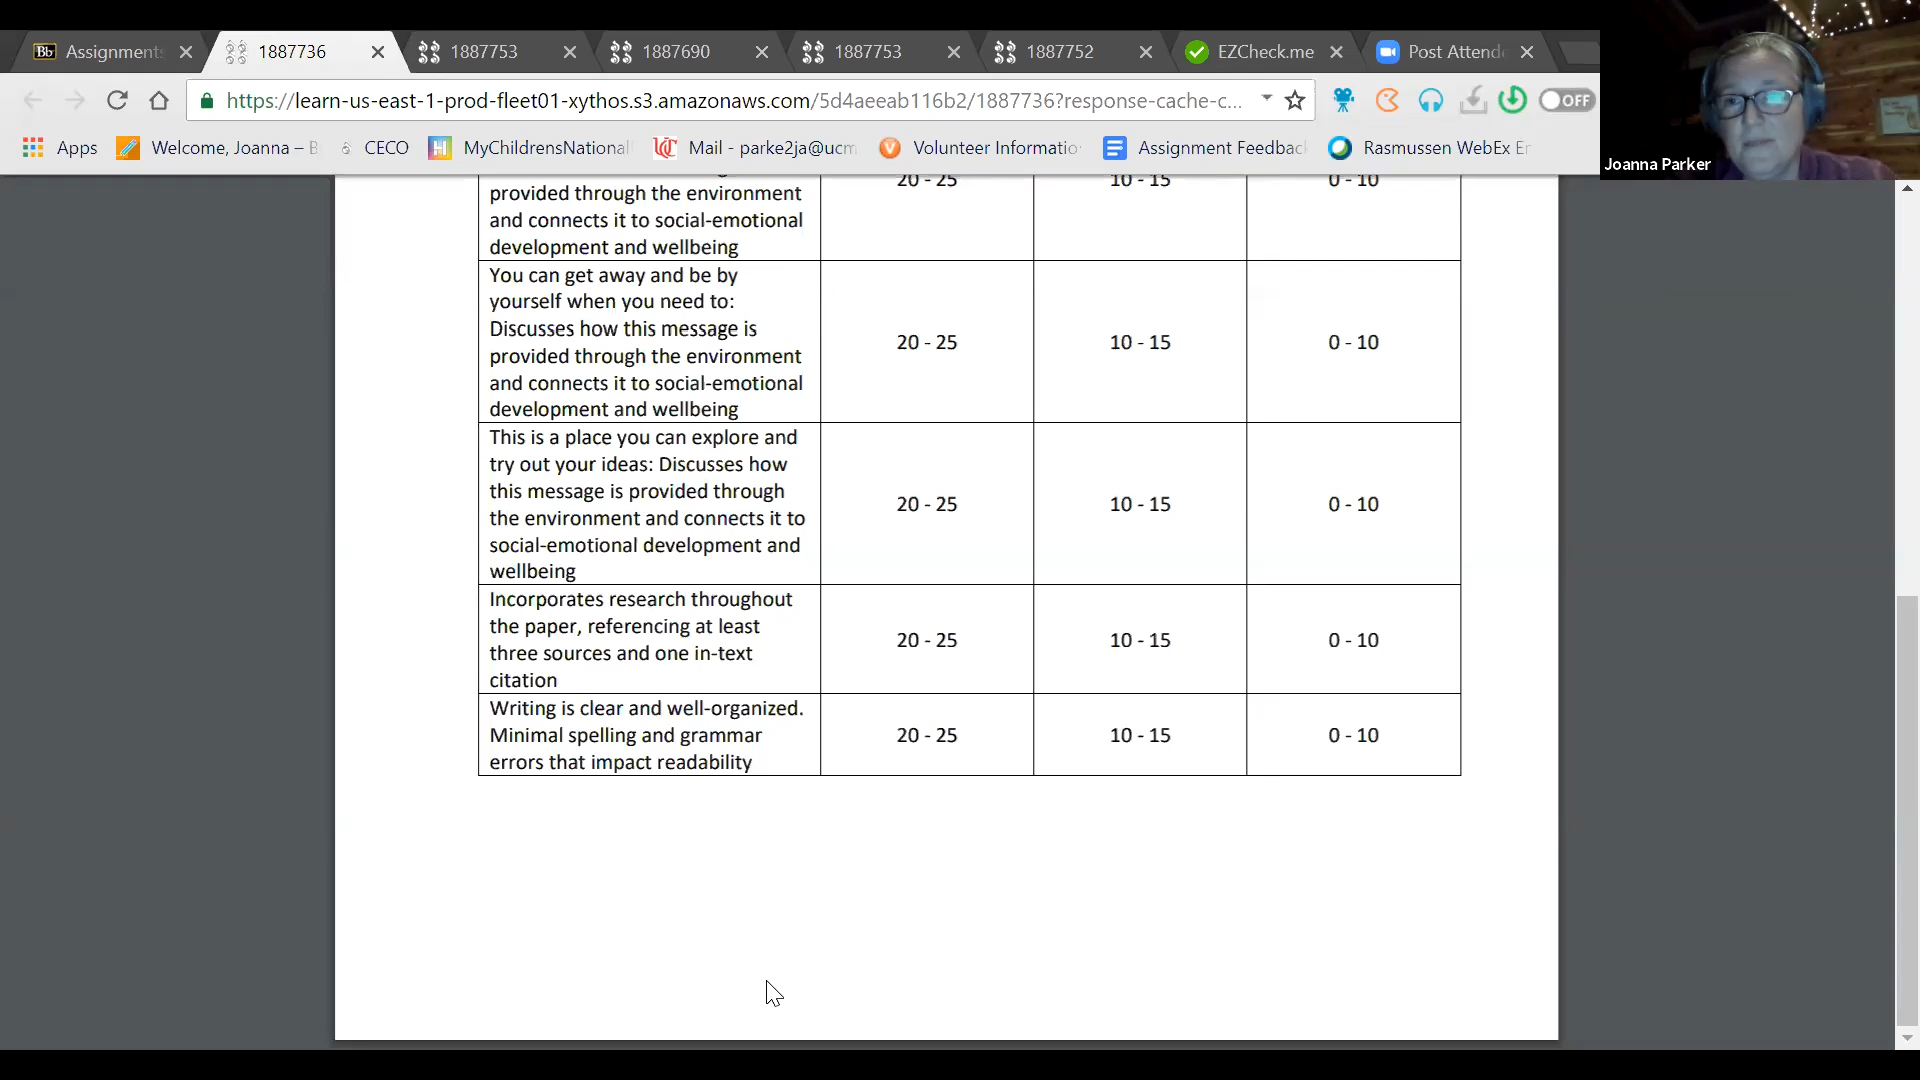 Assignments
1887736
1887753
1887690
1887753
1887752
EZCheck.me
Post Attend
https://learn-us-east-1-prod-fleet01-xythos.s3.amazonaws.com/5d4aeeab116b2/1887736?response-cache-c...
OFF
Apps
Welcome, Joanna – B
CECO
MyChildrensNational
Mail - parke2ja@ucm
Volunteer Informatio
Assignment Feedback
Rasmussen WebEx En
Joanna Parker
20 - 25 10 - 15 0 - 10
provided through the environment
and connects it to social-emotional
development and wellbeing
You can get away and be by
yourself when you need to:
Discusses how this message is
provided through the environment
and connects it to social-emotional
development and wellbeing
20 - 25 10 - 15 0 - 10
This is a place you can explore and
try out your ideas: Discusses how
this message is provided through
the environment and connects it to
social-emotional development and
wellbeing
20 - 25 10 - 15 0 - 10
Incorporates research throughout
the paper, referencing at least
three sources and one in-text
citation
20 - 25 10 - 15 0 - 10
Writing is clear and well-organized.
Minimal spelling and grammar
errors that impact readability
20 - 25 10 - 15 0 - 10